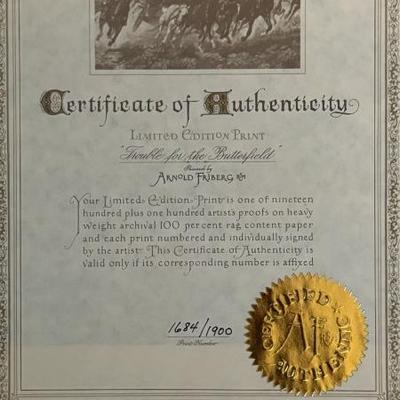 Certificate of Authenticity
LIMITED EDITION PRINT
"Trouble for the Butterfield"
ARNOLD FRIBERG
Your Limited Edition Print is one of nineteen
hundred plus one hundred artist's proofs on heavy
weight archival 100 per cent rag content paper
and each print numbered and individually signed
by the artist. This Certificate of Authenticity is
valid only if its corresponding number is affixed
1684/1900
Print Number
CERTIFIED
AUTHENTIC